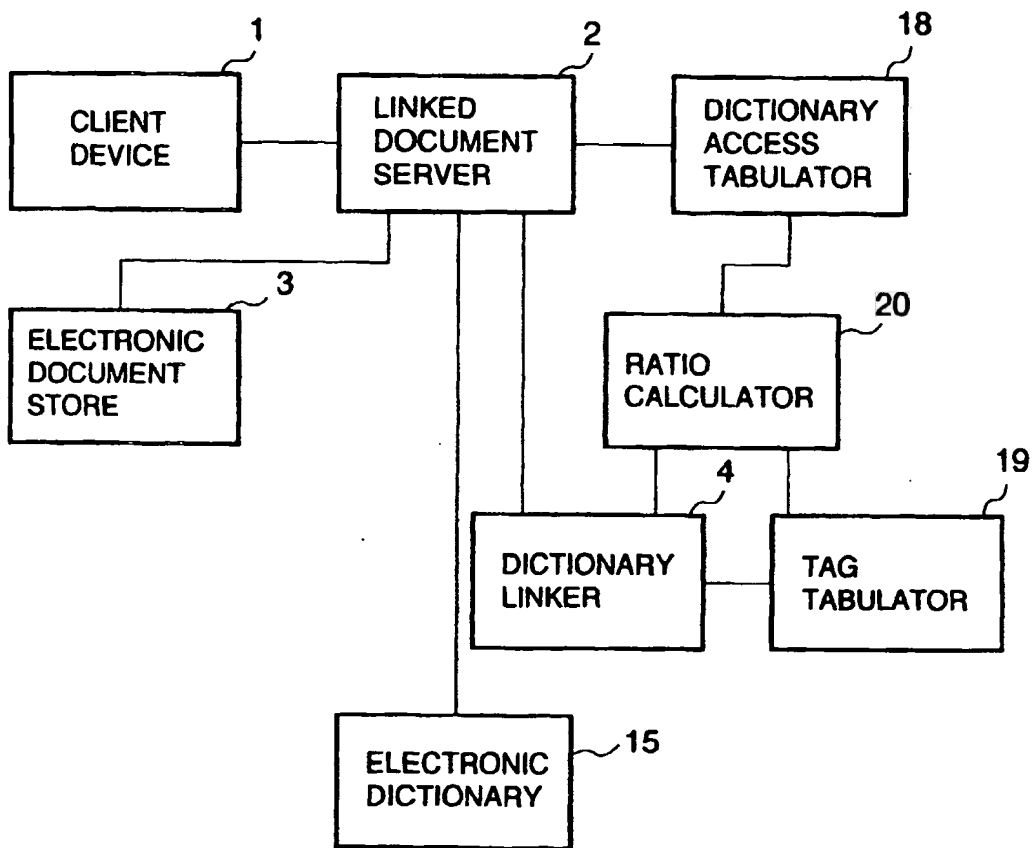 1
CLIENT
DEVICE
2
LINKED
DOCUMENT
SERVER
18
DICTIONARY
ACCESS
TABULATOR
3
ELECTRONIC
DOCUMENT
STORE
20
RATIO
CALCULATOR
4
DICTIONARY
LINKER
19
TAG
TABULATOR
15
ELECTRONIC
DICTIONARY